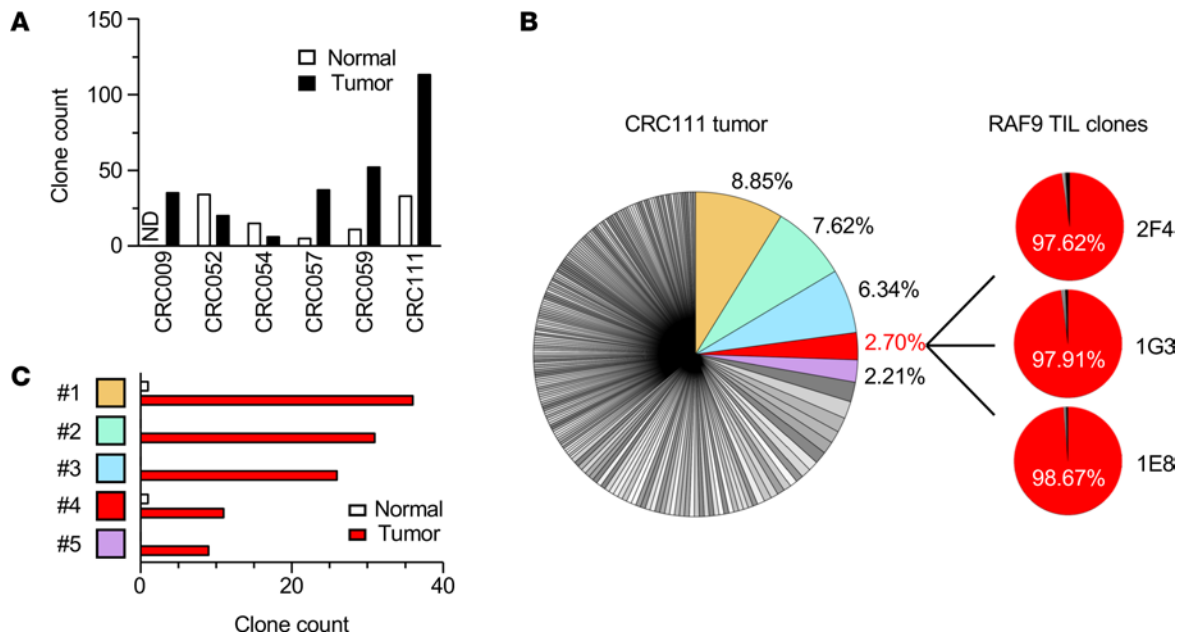 A
150
100
50
0
Clone count
Normal
Tumor
ND
CRC009
CRC052
CRC054
CRC057
CRC059
CRC111
B
CRC111 tumor
8.85%
7.62%
6.34%
2.70%
2.21%
RAF9 TIL clones
97.62%
2F4
97.91%
1G3
98.67%
1E8
C
#1
#2
#3
#4
#5
Normal
Tumor
0
20
40
Clone count